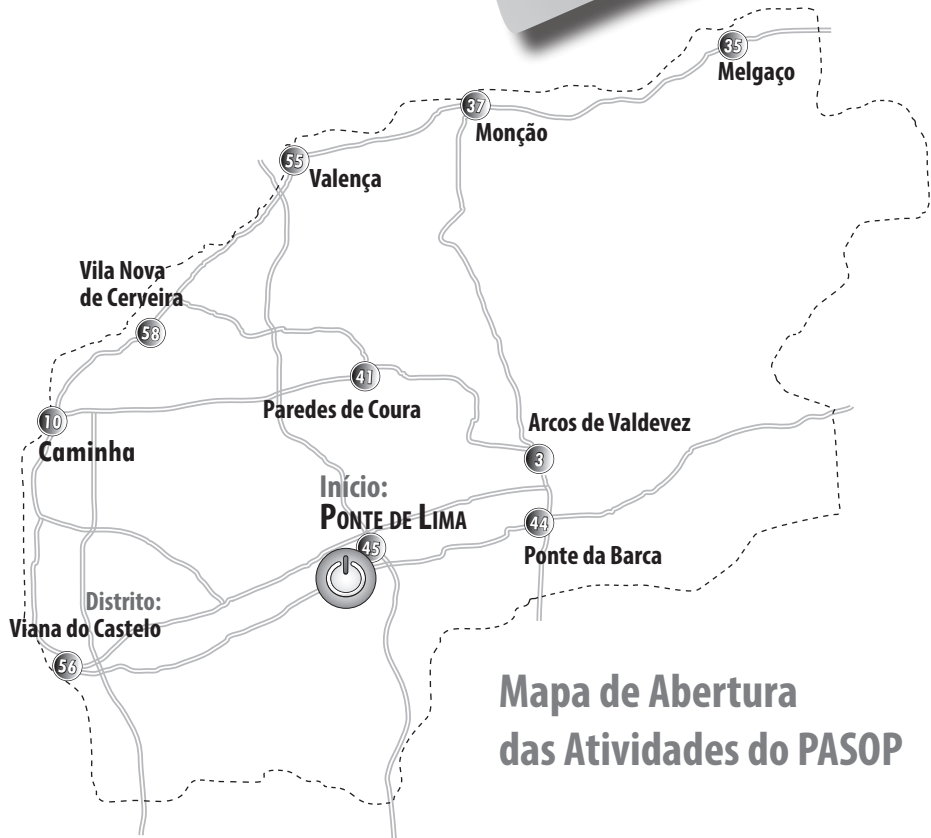 35
Melgaço
37
Monção
55
Valença
Vila Nova
de Cerveira
58
41
Paredes de Coura
10
Caminha
Arcos de Valdevez
3
Início:
PONTE DE LIMA
45
44
Ponte da Barca
Distrito:
Viana do Castelo
56
Mapa de Abertura
das Atividades do PASOP